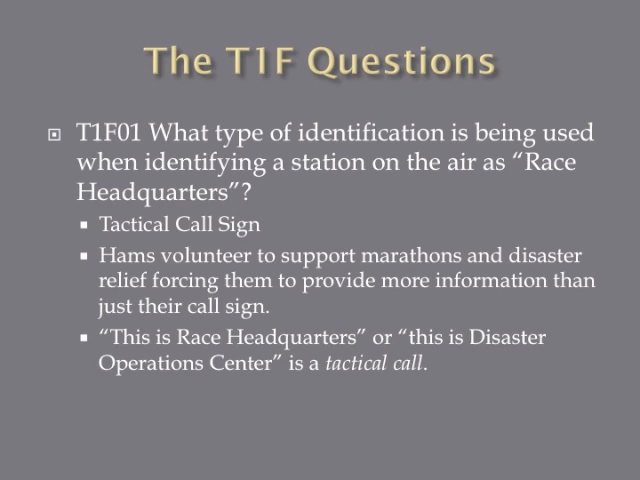 The T1F Questions
T1F01 What type of identification is being used
when identifying a station on the air as “Race
Headquarters”?
Tactical Call Sign
Hams volunteer to support marathons and disaster
relief forcing them to provide more information than
just their call sign.
“This is Race Headquarters” or “this is Disaster
Operations Center” is a tactical call.